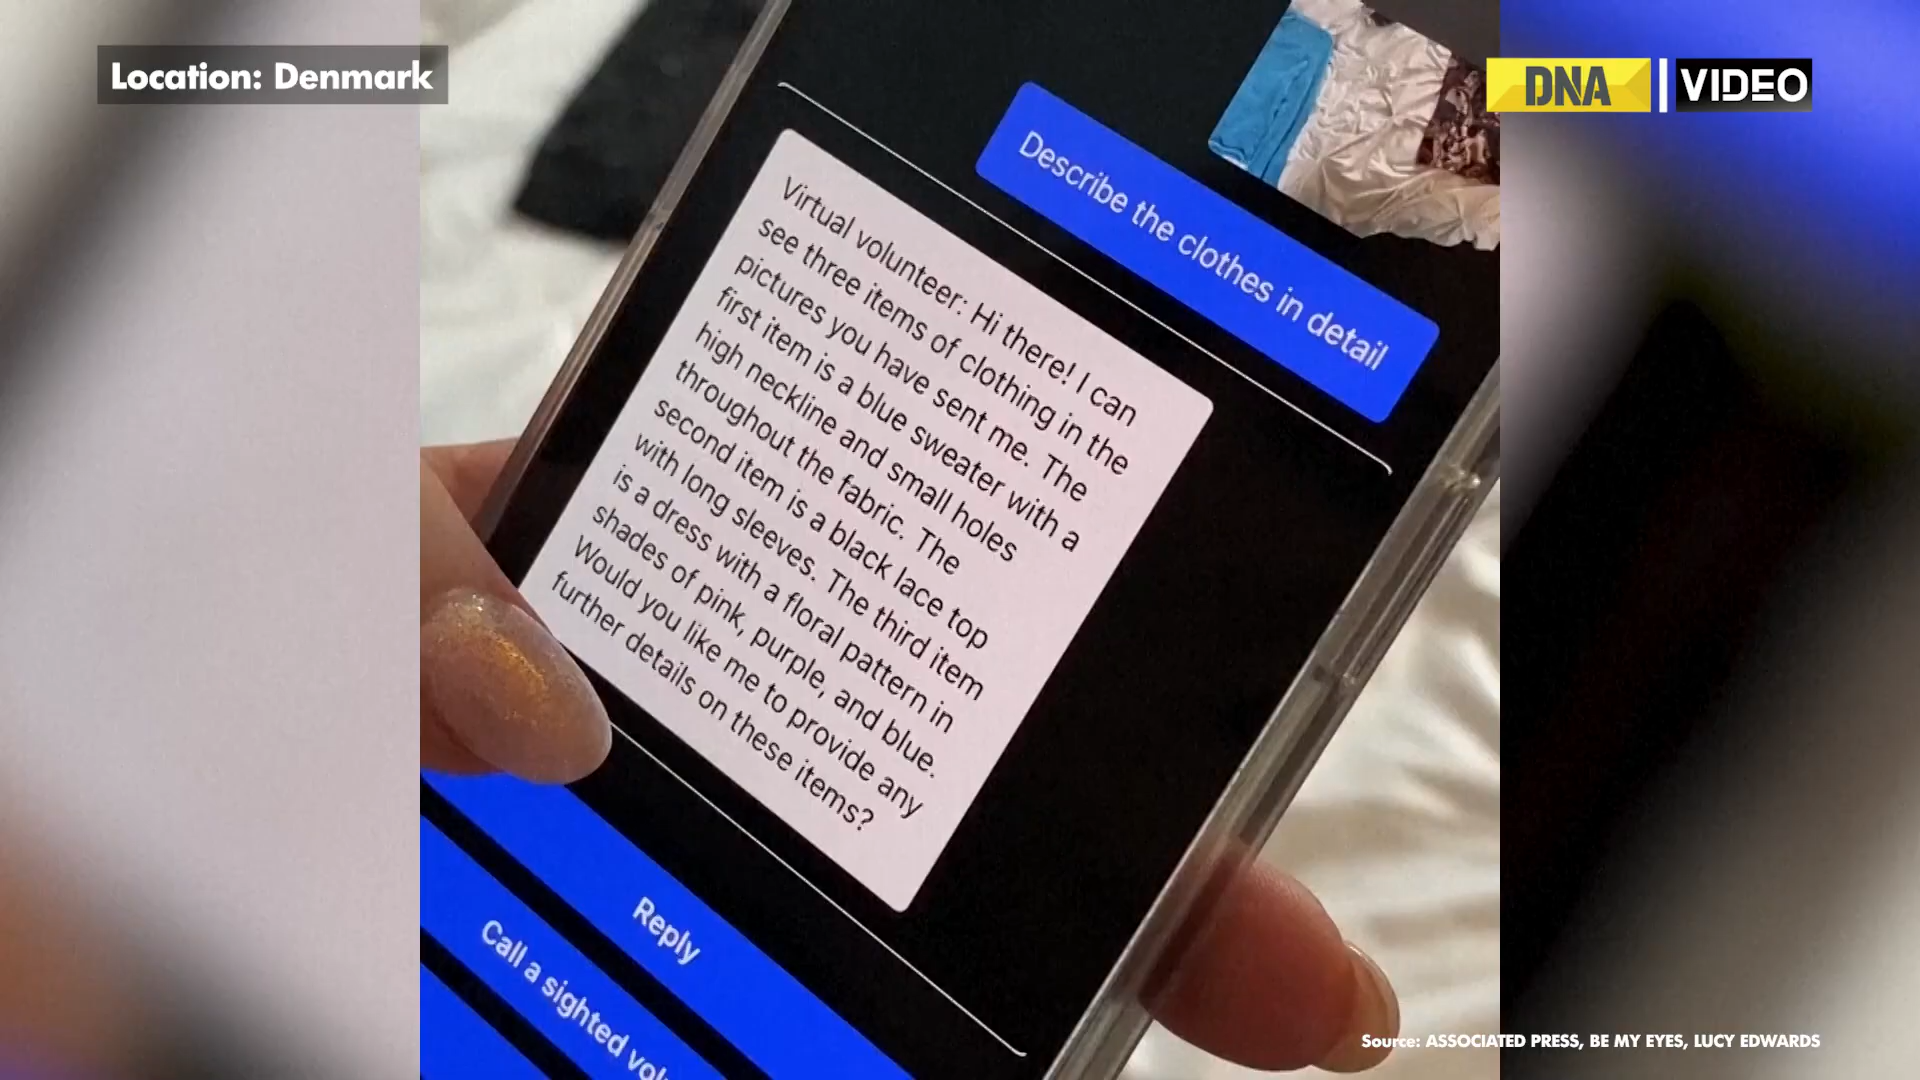 Location: Denmark
DNA VIDEO
Describe the clothes in detail
Virtual volunteer: Hi there! I can
see three items of clothing in the
pictures you have sent me. The
first item is a blue sweater with a
high neckline and small holes
throughout the fabric. The
second item is a black lace top
with long sleeves. The third item
is a dress with a floral pattern in
shades of pink, purple, and blue.
Would you like me to provide any
further details on these items?
Reply
Call a sighted
Source: ASSOCIATED PRESS, BE MY EYES, LUCY EDWARDS